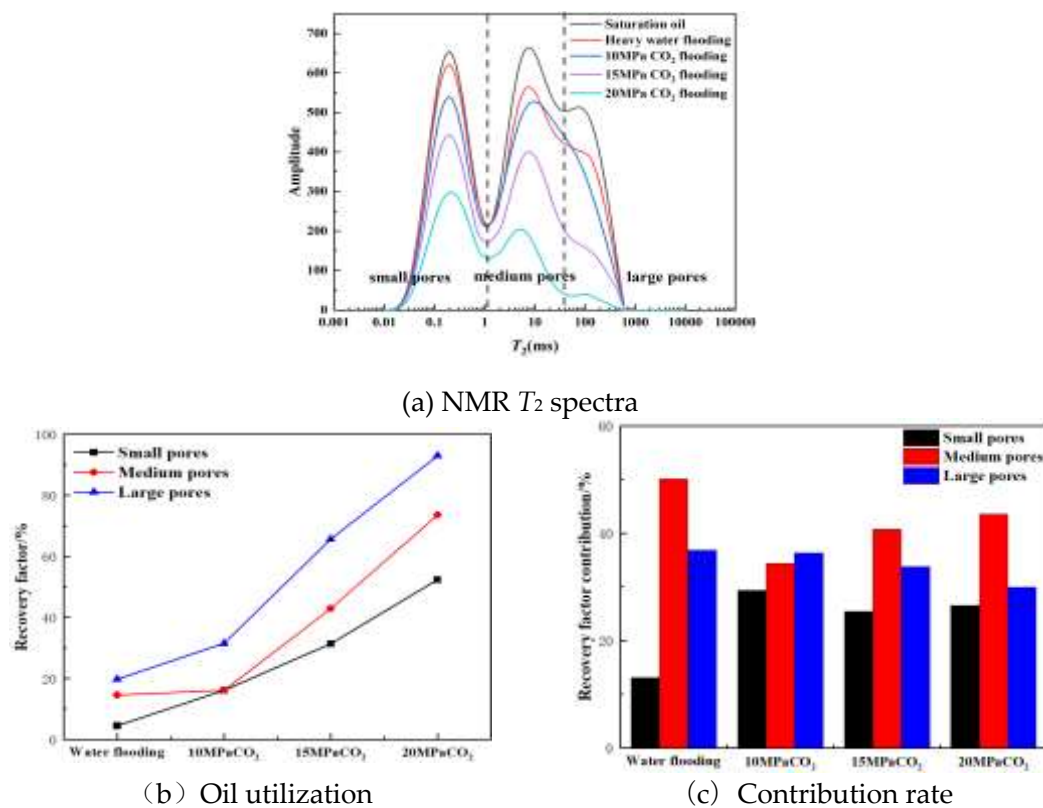 Saturation oil
Heavy water flooding
10MPa CO2 flooding
15MPa CO2 flooding
20MPa CO2 flooding
700
600
500
400
300
200
100
0
Amplitude
small pores
medium pores
large pores
0.001
0.01
0.1
1
10
100
1000
10000
100000
T2(ms)
(a) NMR T2 spectra
100
80
60
40
20
0
Recovery factor/%
Small pores
Medium pores
Large pores
Water flooding
10MPaCO2
15MPaCO2
20MPaCO2
(b) Oil utilization
60
40
20
0
Recovery factor contribution/%
Small pores
Medium pores
Large pores
Water flooding
10MPaCO2
15MPaCO2
20MPaCO2
(c) Contribution rate